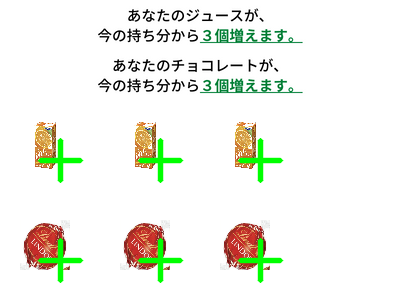 あなたのジュースが、
今の持ち分から３個増えます。
あなたのチョコレートが、
今の持ち分から３個増えます。